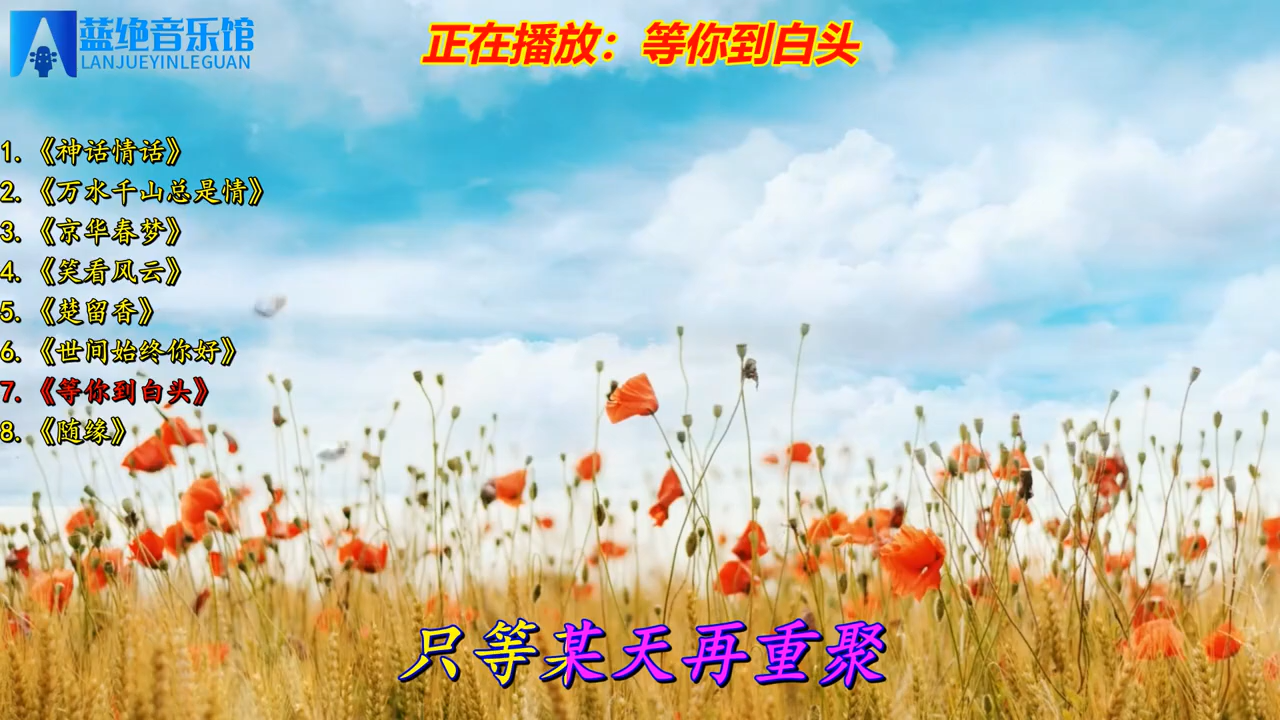 蓝绝音乐馆
LANJUEYINLEGUAN
正在播放：等你到白头
1.《神话情话》
2.《万水千山总是情》
3.《京华春梦》
4.《笑看风云》
5.《楚留香》
6.《世间始终你好》
7.《等你到白头》
8.《随缘》
只等某天再重聚